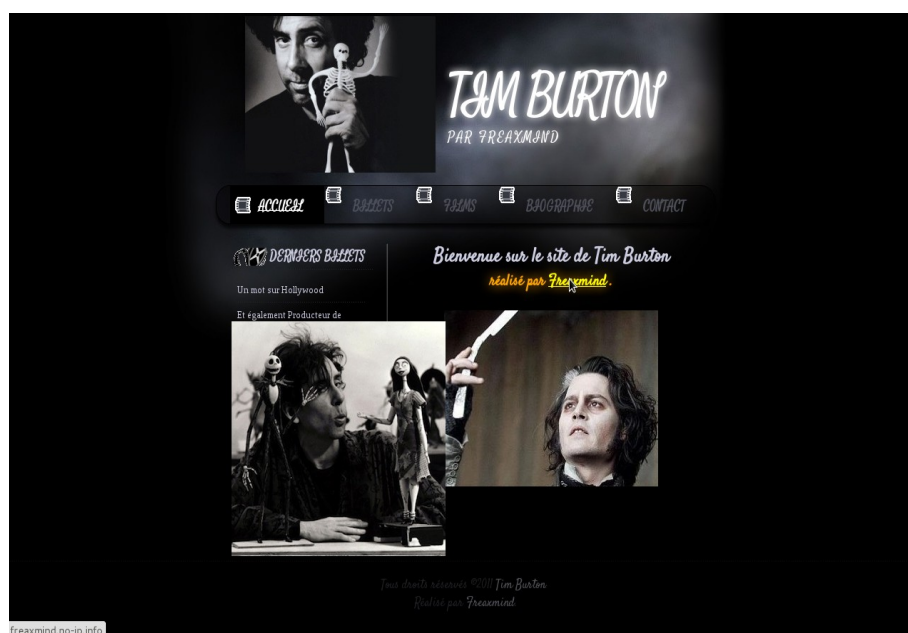 TIM BURTON
PAR FREAXMIND
ACCUEIL BILLETS FILMS BIOGRAPHIE CONTACT
DERNIERS BILLETS
Un mot sur Hollywood
Et également Producteur de
Bienvenue sur le site de Tim Burton
réalisé par Freaxmind.
Tous droits réservés ©2011 Tim Burton
Réalisé par Freaxmind
freaxmind.no-ip.info